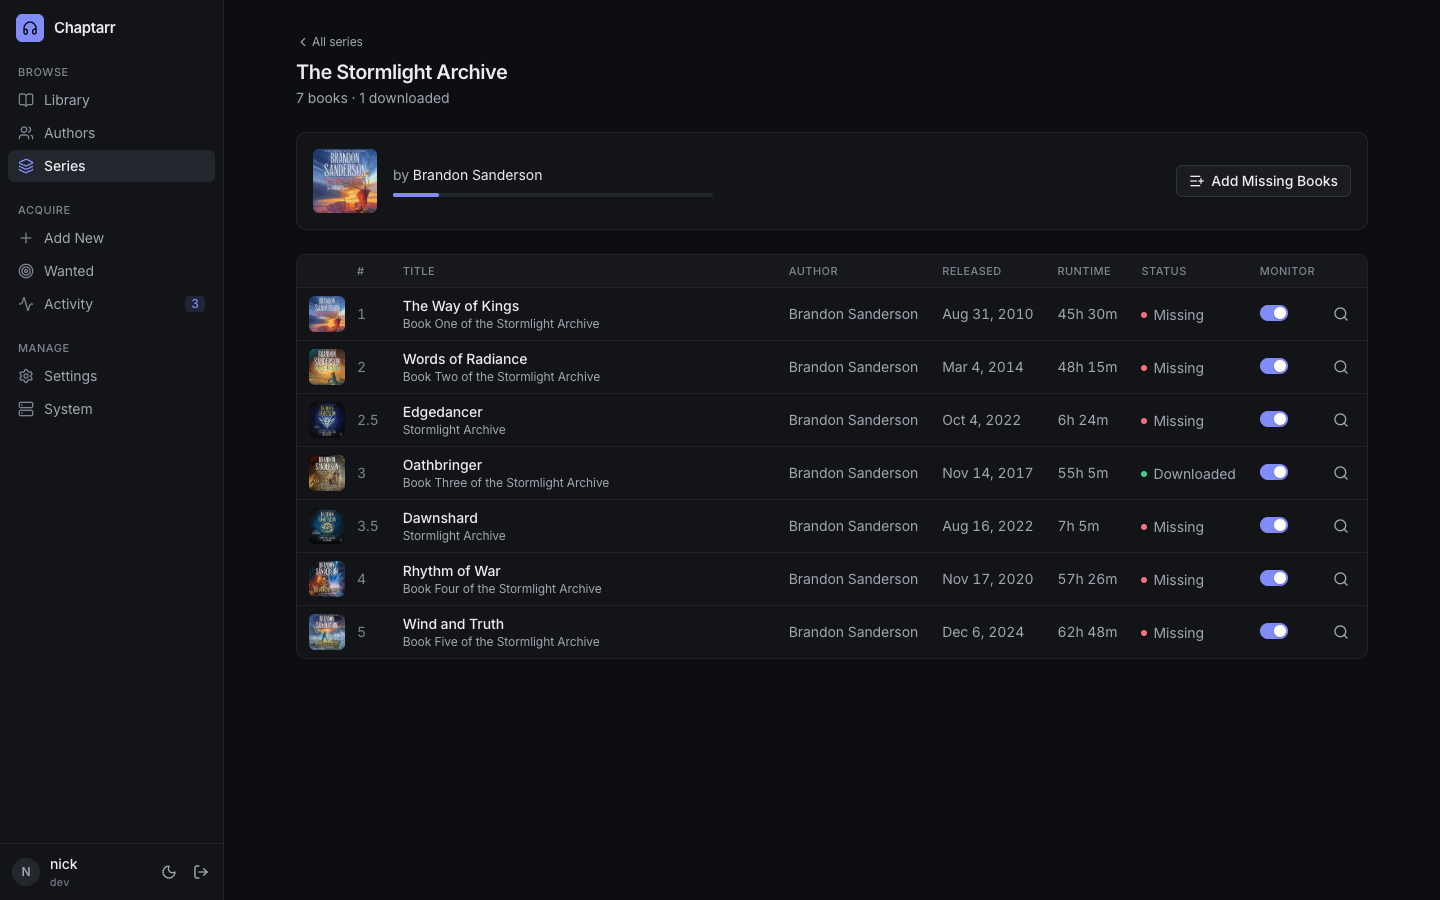 Chaptarr
BROWSE
Library
Authors
Series
ACQUIRE
Add New
Wanted
Activity 3
MANAGE
Settings
System
N nick
dev
All series
The Stormlight Archive
7 books · 1 downloaded
BRANDON
SANDERSON
by Brandon Sanderson
Add Missing Books
# TITLE AUTHOR RELEASED RUNTIME STATUS MONITOR
1 The Way of Kings Brandon Sanderson Aug 31, 2010 45h 30m Missing
Book One of the Stormlight Archive
2 Words of Radiance Brandon Sanderson Mar 4, 2014 48h 15m Missing
Book Two of the Stormlight Archive
2.5 Edgedancer Brandon Sanderson Oct 4, 2022 6h 24m Missing
Stormlight Archive
3 Oathbringer Brandon Sanderson Nov 14, 2017 55h 5m Downloaded
Book Three of the Stormlight Archive
3.5 Dawnshard Brandon Sanderson Aug 16, 2022 7h 5m Missing
Stormlight Archive
4 Rhythm of War Brandon Sanderson Nov 17, 2020 57h 26m Missing
Book Four of the Stormlight Archive
5 Wind and Truth Brandon Sanderson Dec 6, 2024 62h 48m Missing
Book Five of the Stormlight Archive